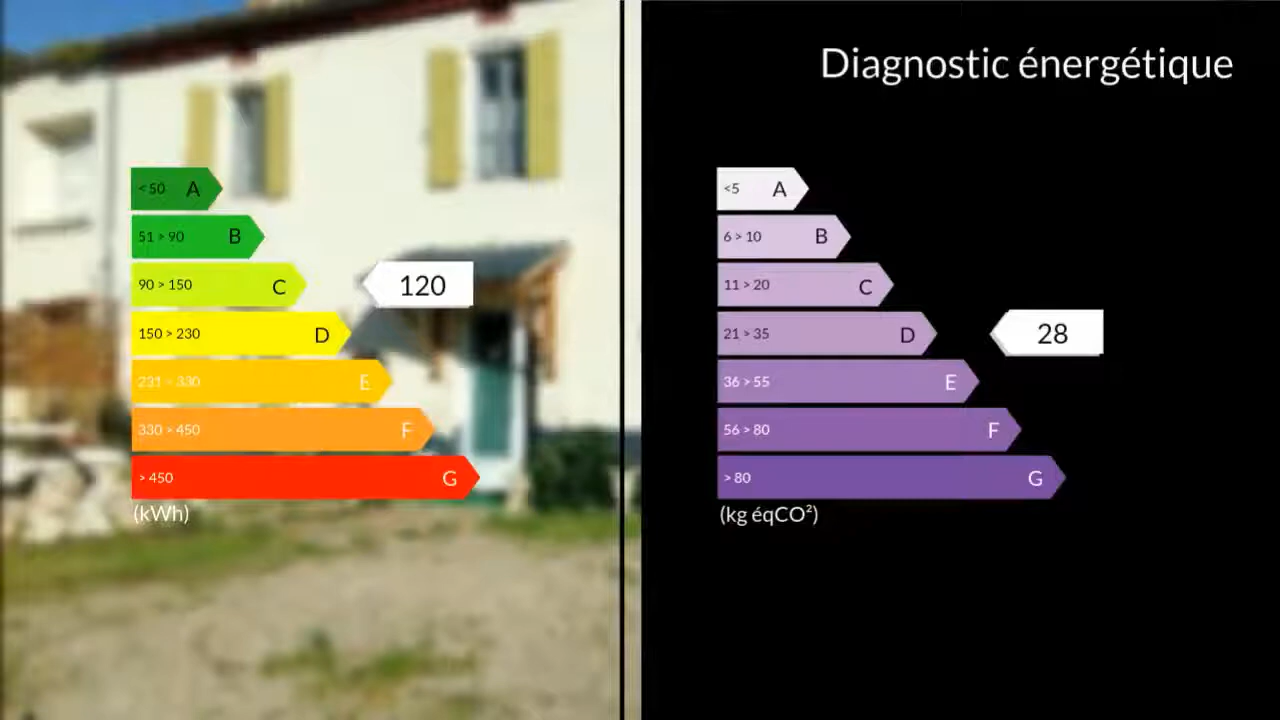 Diagnostic énergétique
<50 A
51 > 90 B
90 > 150 C
120
150 > 230 D
231 > 330 E
330 > 450 F
> 450 G
(kWh)
<5 A
6 > 10 B
11 > 20 C
21 > 35 D
28
36 > 55 E
56 > 80 F
> 80 G
(kg éqCO²)